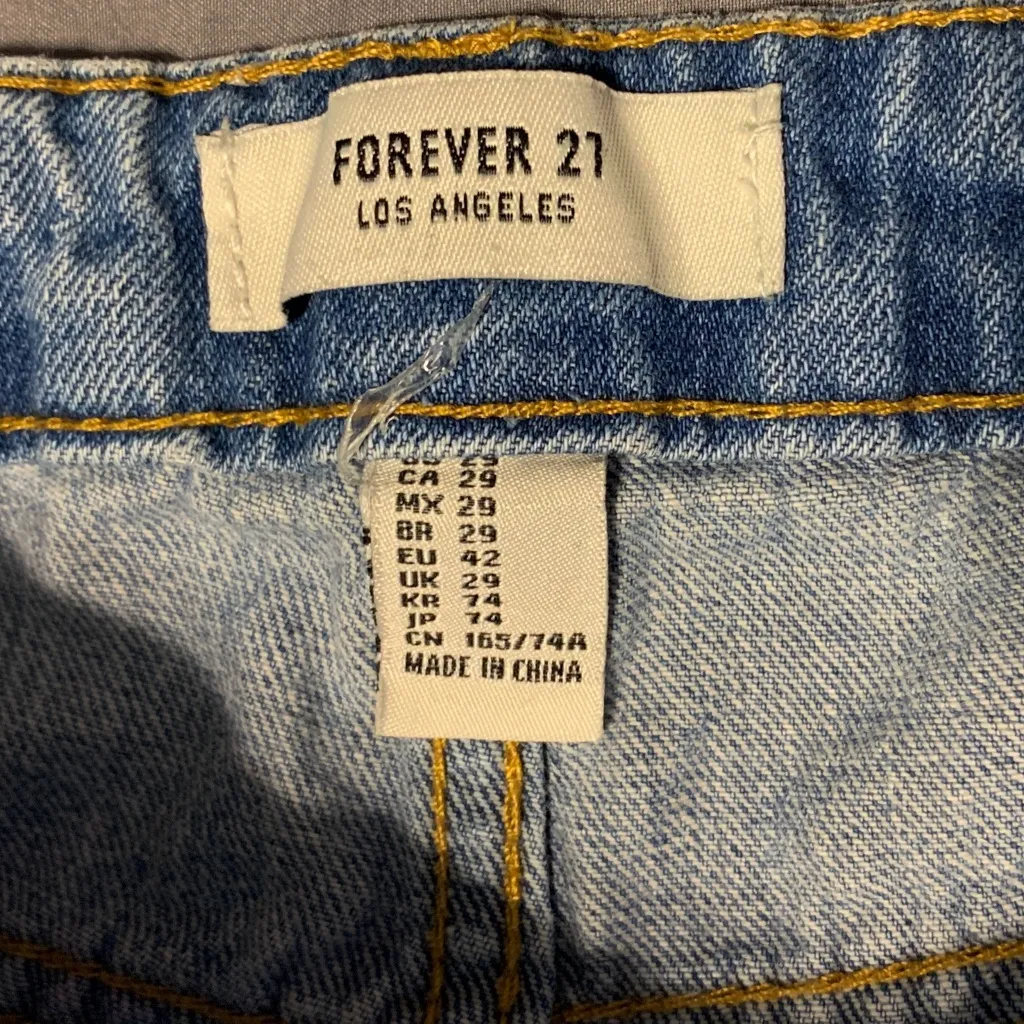 FOREVER 21
LOS ANGELES
CA 29
MX 29
BR 29
EU 42
UK 29
KR 74
JP 74
CN 165/74A
MADE IN CHINA